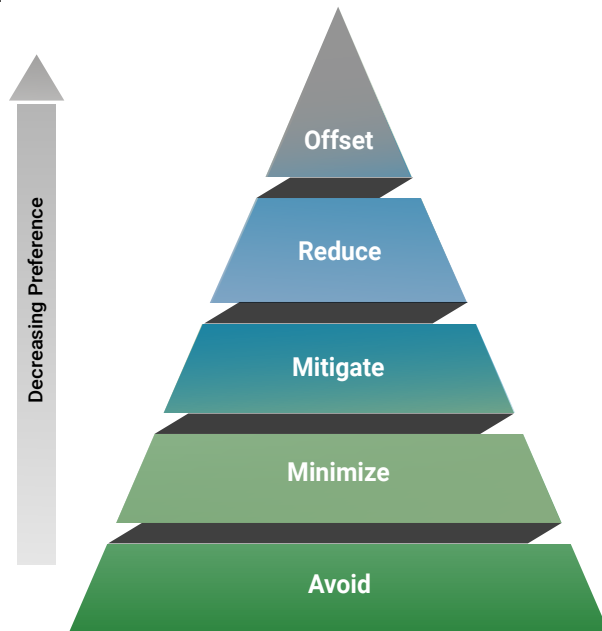 Offset
Reduce
Mitigate
Minimize
Avoid
Decreasing Preference